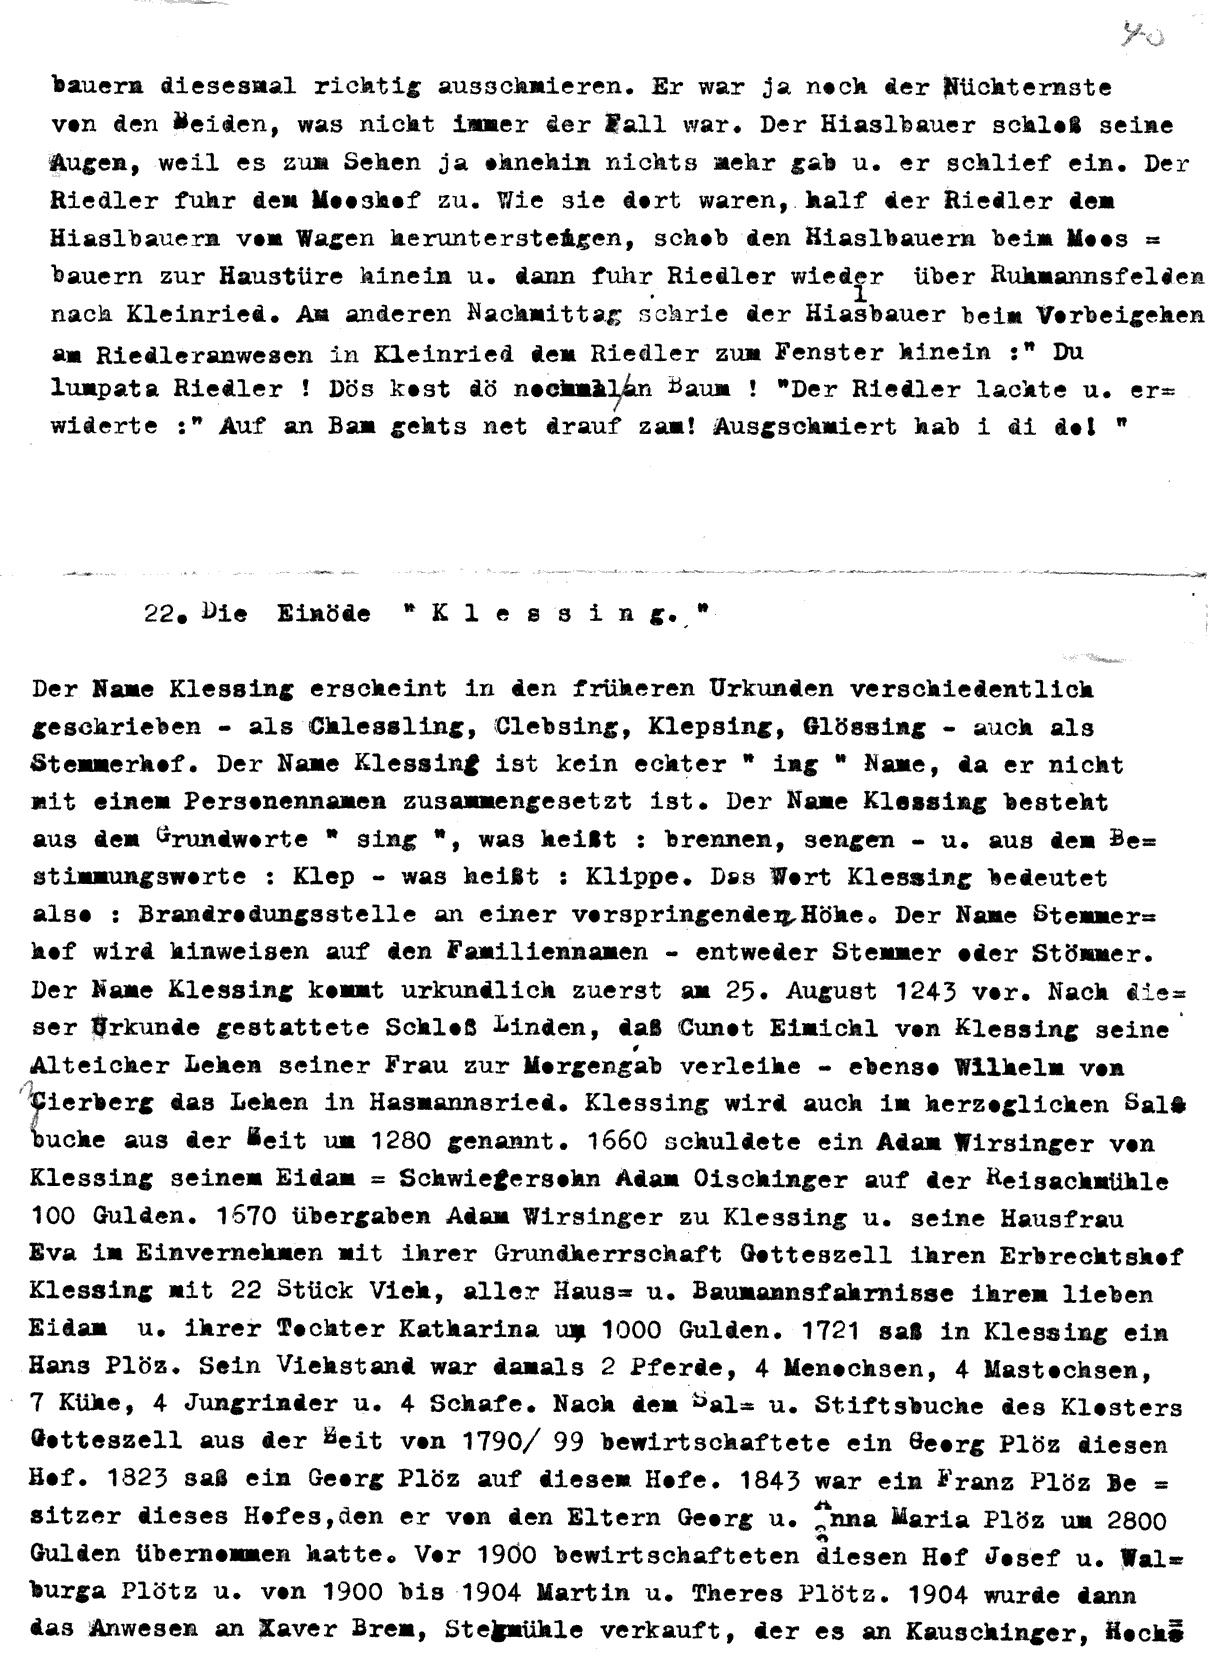 40
bauern diesesmal richtig ausschmieren. Er war ja noch der Nüchternste
von den Beiden, was nicht immer der Fall war. Der Hiaslbauer schloß seine
Augen, weil es zum Sehen ja ohnehin nichts mehr gab u. er schlief ein. Der
Riedler fuhr dem Mooshof zu. Wie sie dort waren, half der Riedler dem
Hiaslbauern vom Wagen heruntersteigen, schob den Hiaslbauern beim Moos =
bauern zur Haustüre hinein u. dann fuhr Riedler wieder über Ruhmannsfelden
nach Kleinried. Am anderen Nachmittag schrie der Hiaslbauer beim Vorbeigehen
am Riedleranwesen in Kleinried dem Riedler zum Fenster hinein :" Du
lumpata Riedler ! Dös kost dö nochmal/an Baum ! "Der Riedler lachte u. er=
widerte :" Auf an Bam gehts net drauf zam! Ausgschmiert hab i di do! "
22. Die Einöde " K l e s s i n g. "
Der Name Klessing erscheint in den früheren Urkunden verschiedentlich
geschrieben - als Chlessling, Clebsing, Klepsing, Glössing - auch als
Stemmerhof. Der Name Klessing ist kein echter " ing " Name, da er nicht
mit einem Personennamen zusammengesetzt ist. Der Name Klessing besteht
aus dem Grundworte " sing ", was heißt : brennen, sengen - u. aus dem Be=
stimmungsworte : Klep - was heißt : Klippe. Das Wort Klessing bedeutet
also : Brandrodungsstelle an einer vorspringenden Höhe. Der Name Stemmer=
hof wird hinweisen auf den Familiennamen - entweder Stemmer oder Stömmer.
Der Name Klessing kommt urkundlich zuerst am 25. August 1243 vor. Nach die=
ser Urkunde gestattete Schloß Linden, daß Cunot Eimichl von Klessing seine
Alteicher Lehen seiner Frau zur Morgengab verleihe - ebenso Wilhelm von
Cierberg das Lehen in Hasmannsried. Klessing wird auch im herzoglichen Sal=
buche aus der Zeit um 1280 genannt. 1660 schuldete ein Adam Wirsinger von
Klessing seinem Eidam = Schwiegersohn Adam Oischinger auf der Reisachmühle
100 Gulden. 1670 übergaben Adam Wirsinger zu Klessing u. seine Hausfrau
Eva im Einvernehmen mit ihrer Grundherrschaft Gotteszell ihren Erbrechtshof
Klessing mit 22 Stück Vieh, aller Haus= u. Baumannsfahrnisse ihrem lieben
Eidam u. ihrer Tochter Katharina um 1000 Gulden. 1721 saß in Klessing ein
Hans Plöz. Sein Viehstand war damals 2 Pferde, 4 Menochsen, 4 Mastochsen,
7 Kühe, 4 Jungrinder u. 4 Schafe. Nach dem Sal= u. Stiftsbuche des Klosters
Gotteszell aus der Zeit von 1790/ 99 bewirtschaftete ein Georg Plöz diesen
Hof. 1823 saß ein Georg Plöz auf diesem Hofe. 1843 war ein Franz Plöz Be =
sitzer dieses Hofes,den er von den Eltern Georg u. Anna Maria Plöz um 2800
Gulden übernommen hatte. Vor 1900 bewirtschafteten diesen Hof Josef u. Wal=
burga Plötz u. von 1900 bis 1904 Martin u. Theres Plötz. 1904 wurde dann
das Anwesen an Xaver Brem, Stegmühle verkauft, der es an Kauschinger, Hoch=